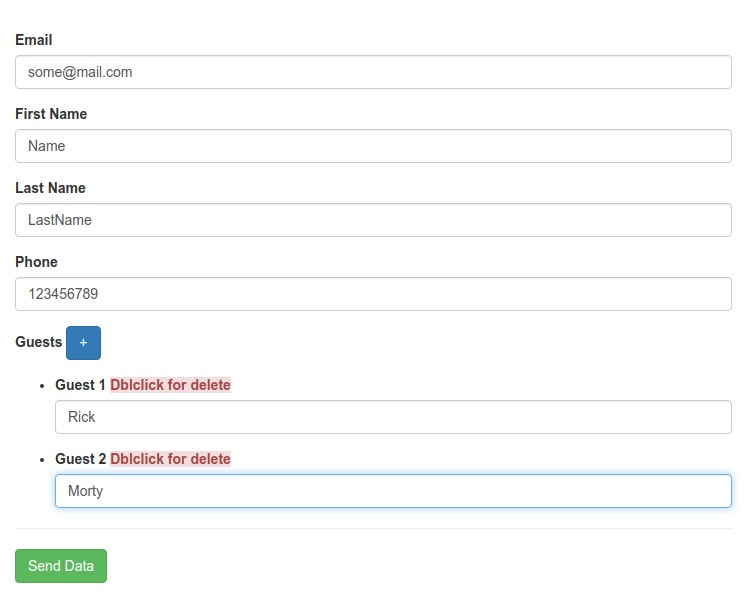 Email
some@mail.com
First Name
Name
Last Name
LastName
Phone
123456789
Guests +
Guest 1 Dblclick for delete
Rick
Guest 2 Dblclick for delete
Morty
Send Data